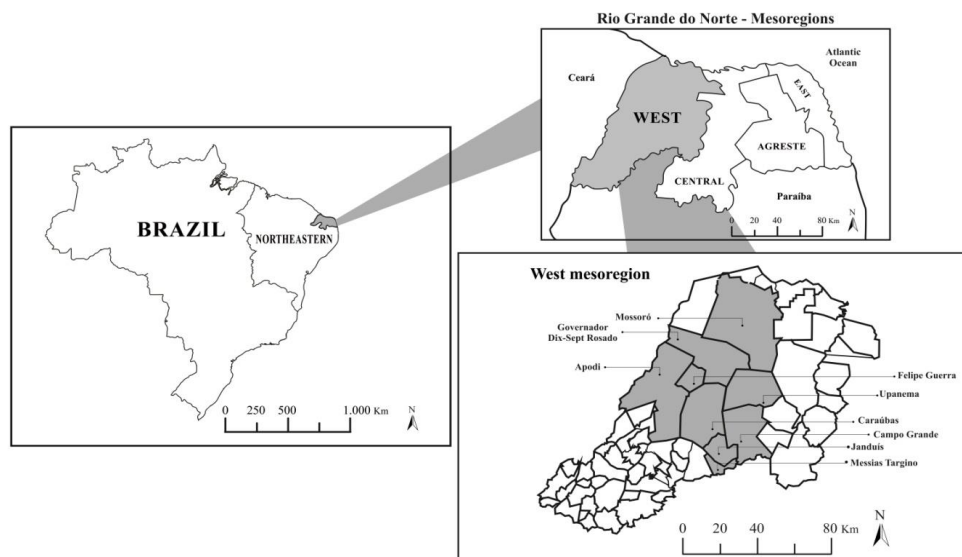 Rio Grande do Norte - Mesoregions
Ceará
Atlantic
Ocean
EAST
WEST
AGRESTE
CENTRAL
Paraíba
0 20 40 80 Km
N
BRAZIL
NORTHEASTERN
0 250 500 1.000 Km
N
West mesoregion
Mossoró
Governador
Dix-Sept Rosado
Apodi
Felipe Guerra
Upanema
Caraúbas
Campo Grande
Janduís
Messias Targino
0 20 40 80 Km
N